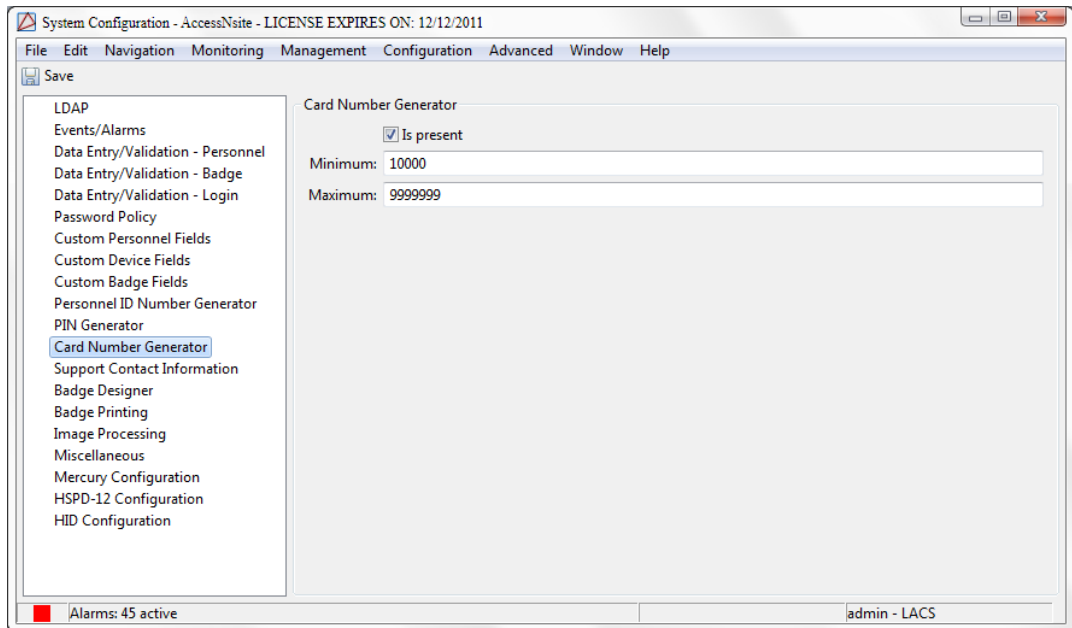 System Configuration - AccessNsite - LICENSE EXPIRES ON: 12/12/2011
File Edit Navigation Monitoring Management Configuration Advanced Window Help
Save
LDAP
Events/Alarms
Data Entry/Validation - Personnel
Data Entry/Validation - Badge
Data Entry/Validation - Login
Password Policy
Custom Personnel Fields
Custom Device Fields
Custom Badge Fields
Personnel ID Number Generator
PIN Generator
Card Number Generator
Support Contact Information
Badge Designer
Badge Printing
Image Processing
Miscellaneous
Mercury Configuration
HSPD-12 Configuration
HID Configuration
Card Number Generator
Is present
Minimum: 10000
Maximum: 9999999
Alarms: 45 active
admin - LACS